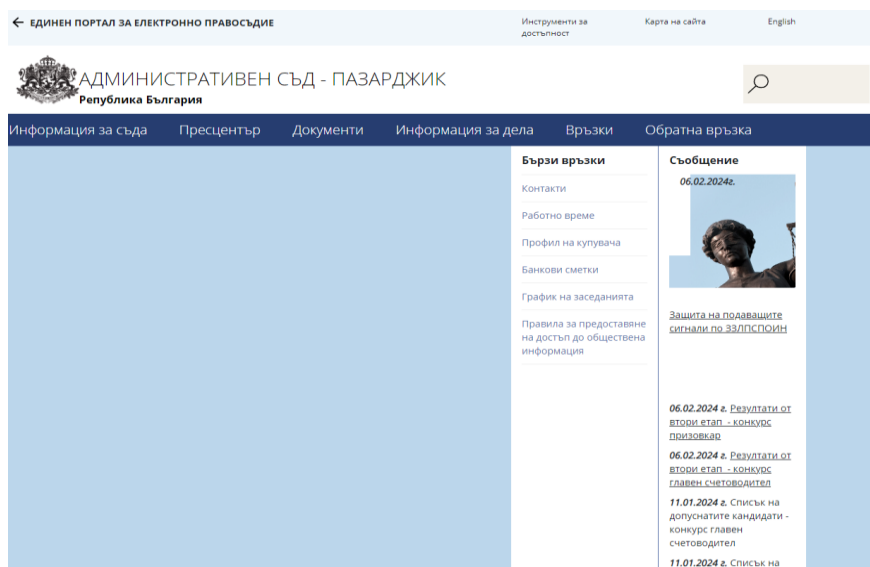 ЕДИНЕН ПОРТАЛ ЗА ЕЛЕКТРОННО ПРАВОСЪДИЕ
Инструменти за
достъпност
Карта на сайта
English
АДМИНИСТРАТИВЕН СЪД - ПАЗАРДЖИК
Република България
Информация за съда
Пресцентър
Документи
Информация за дела
Връзки
Обратна връзка
Бързи връзки
Контакти
Работно време
Профил на купувача
Банкови сметки
График на заседанията
Правила за предоставяне
на достъп до обществена
информация
Съобщение
06.02.2024г.
Защита на подаващите
сигнали по ЗЗЛПСПОИН
06.02.2024 г. Резултати от
втори етап - конкурс
призовкар
06.02.2024 г. Резултати от
втори етап - конкурс
главен счетоводител
11.01.2024 г. Списък на
допуснатите кандидати -
конкурс главен
счетоводител
11.01.2024 г. Списък на